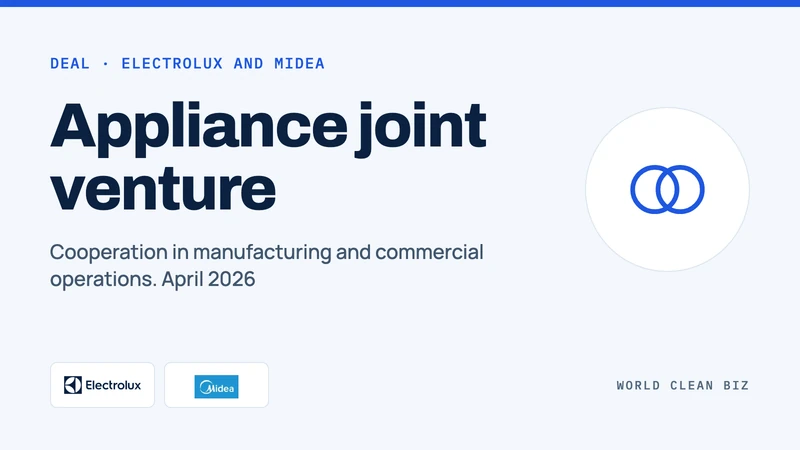 DEAL · ELECTROLUX AND MIDEA
Appliance joint
venture
Cooperation in manufacturing and commercial
operations. April 2026
Electrolux
Midea
WORLD CLEAN BIZ